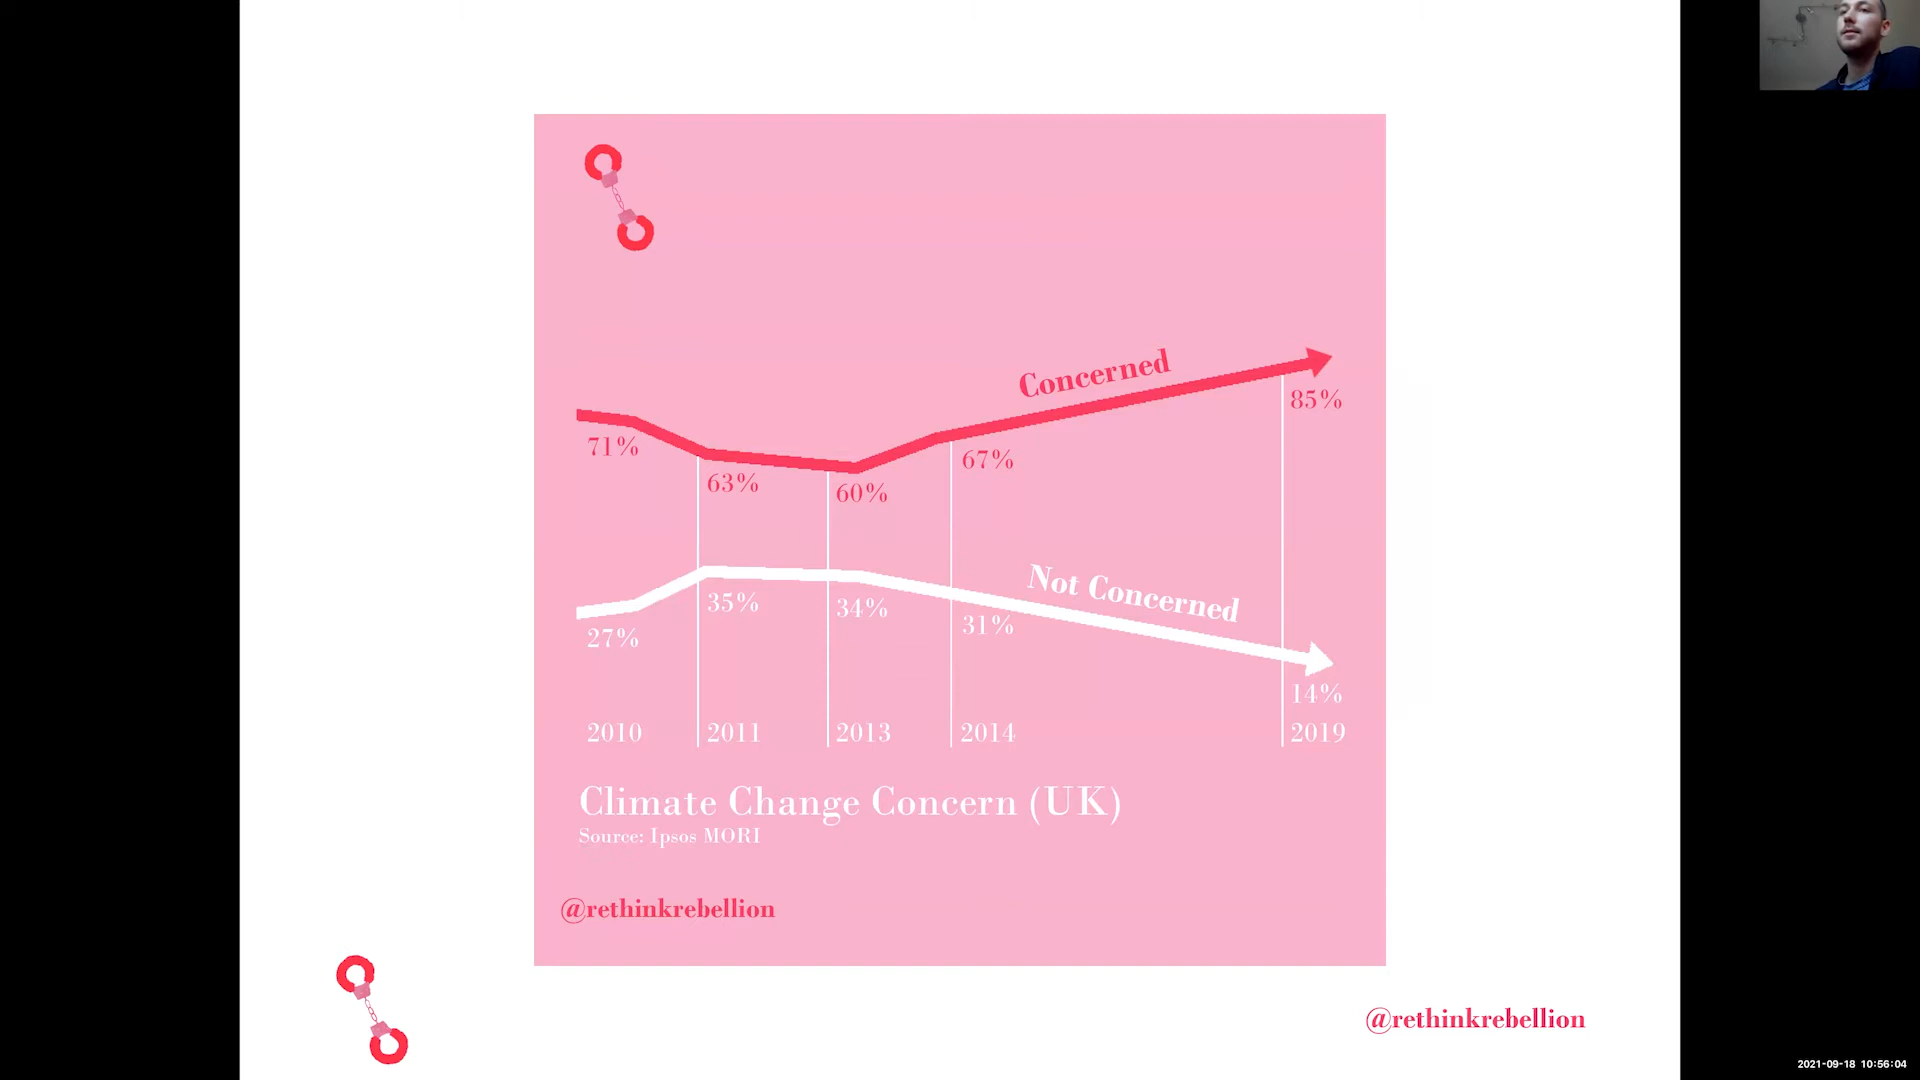 Concerned
85%
71%
67%
63%
60%
Not Concerned
35%
34%
31%
27%
14%
2010
2011
2013
2014
2019
Climate Change Concern (UK)
Source: Ipsos MORI
@rethinkrebellion
@rethinkrebellion
2021-09-18 10:56:04